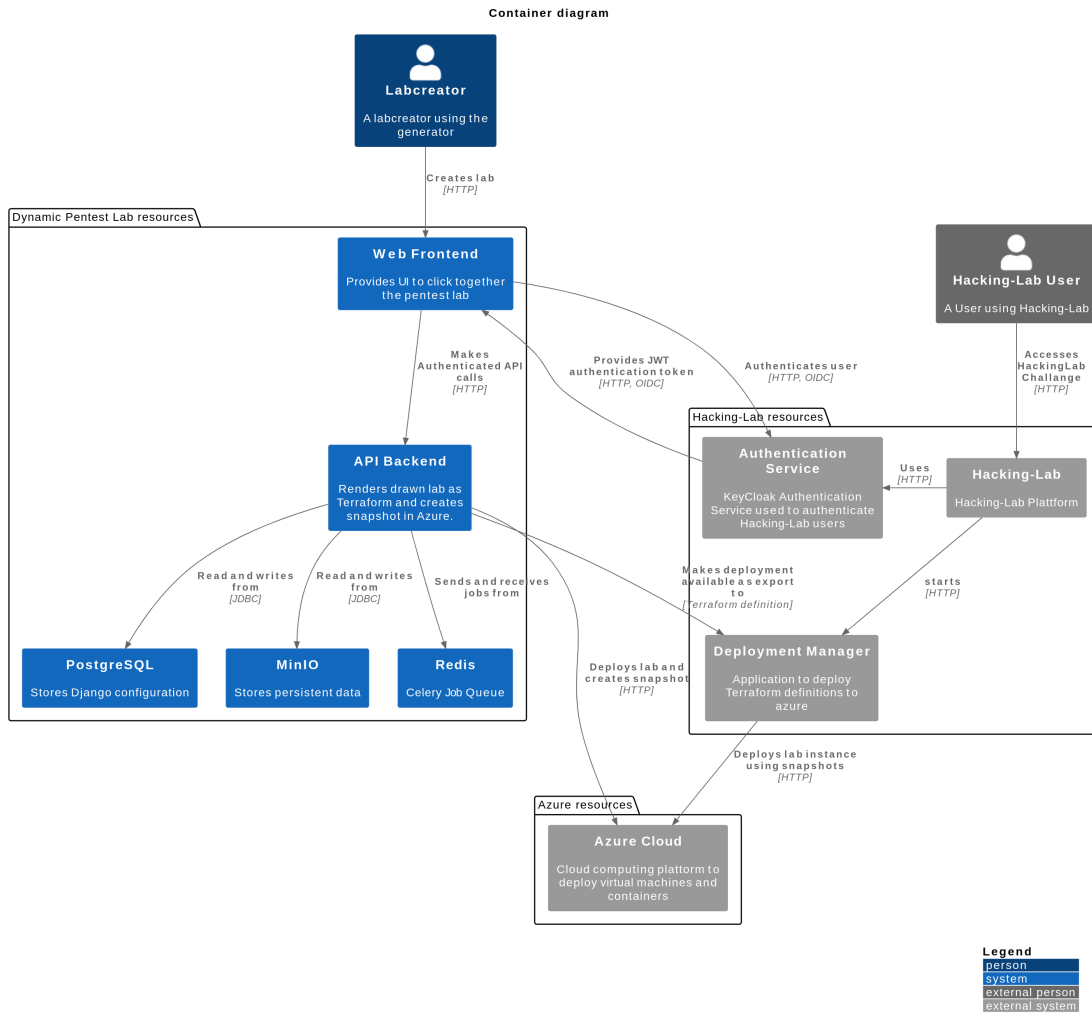 Container diagram
Labcreator
A labcreator using the
generator
Creates lab
[HTTP]
Dynamic Pentest Lab resources
Web Frontend
Provides UI to click together
the pentest lab
Hacking-Lab User
A User using Hacking-Lab
Makes
Authenticated API
calls
[HTTP]
Provides JWT
authentication token
[HTTP, OIDC]
Authenticates user
[HTTP, OIDC]
Accesses
HackingLab
Challange
[HTTP]
Hacking-Lab resources
API Backend
Renders drawn lab as
Terraform and creates
snapshot in Azure.
Authentication
Service
KeyCloak Authentication
Service used to authenticate
Hacking-Lab users
Uses
[HTTP]
Hacking-Lab
Hacking-Lab Plattform
Read and writes
from
[JDBC]
Read and writes
from
[JDBC]
Sends and receives
jobs from
Makes deployment
available as export
to
[Terraform definition]
starts
[HTTP]
PostgreSQL
Stores Django configuration
MinIO
Stores persistent data
Redis
Celery Job Queue
Deploys lab and
creates snapshot
[HTTP]
Deployment Manager
Application to deploy
Terraform definitions to
azure
Deploys lab instance
using snapshots
[HTTP]
Azure resources
Azure Cloud
Cloud computing plattorm to
deploy virtual machines and
containers
Legend
person
system
external person
external system